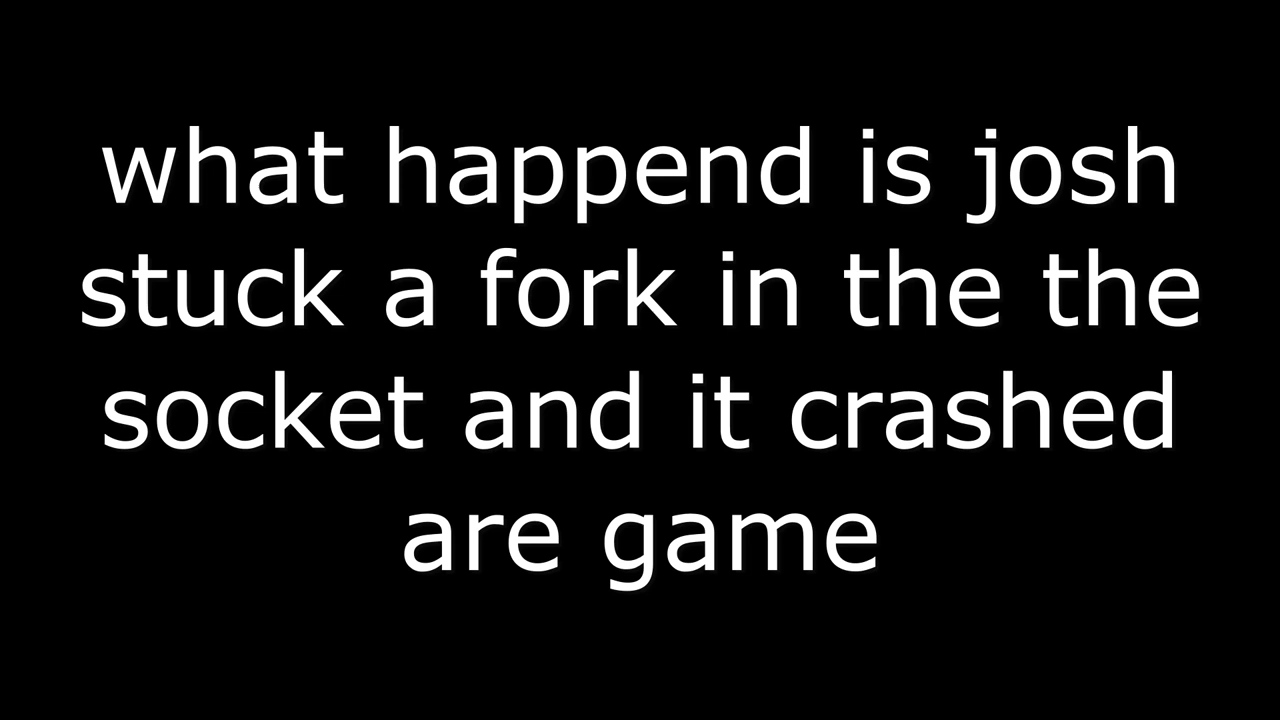 what happend is josh
stuck a fork in the the
socket and it crashed
are game